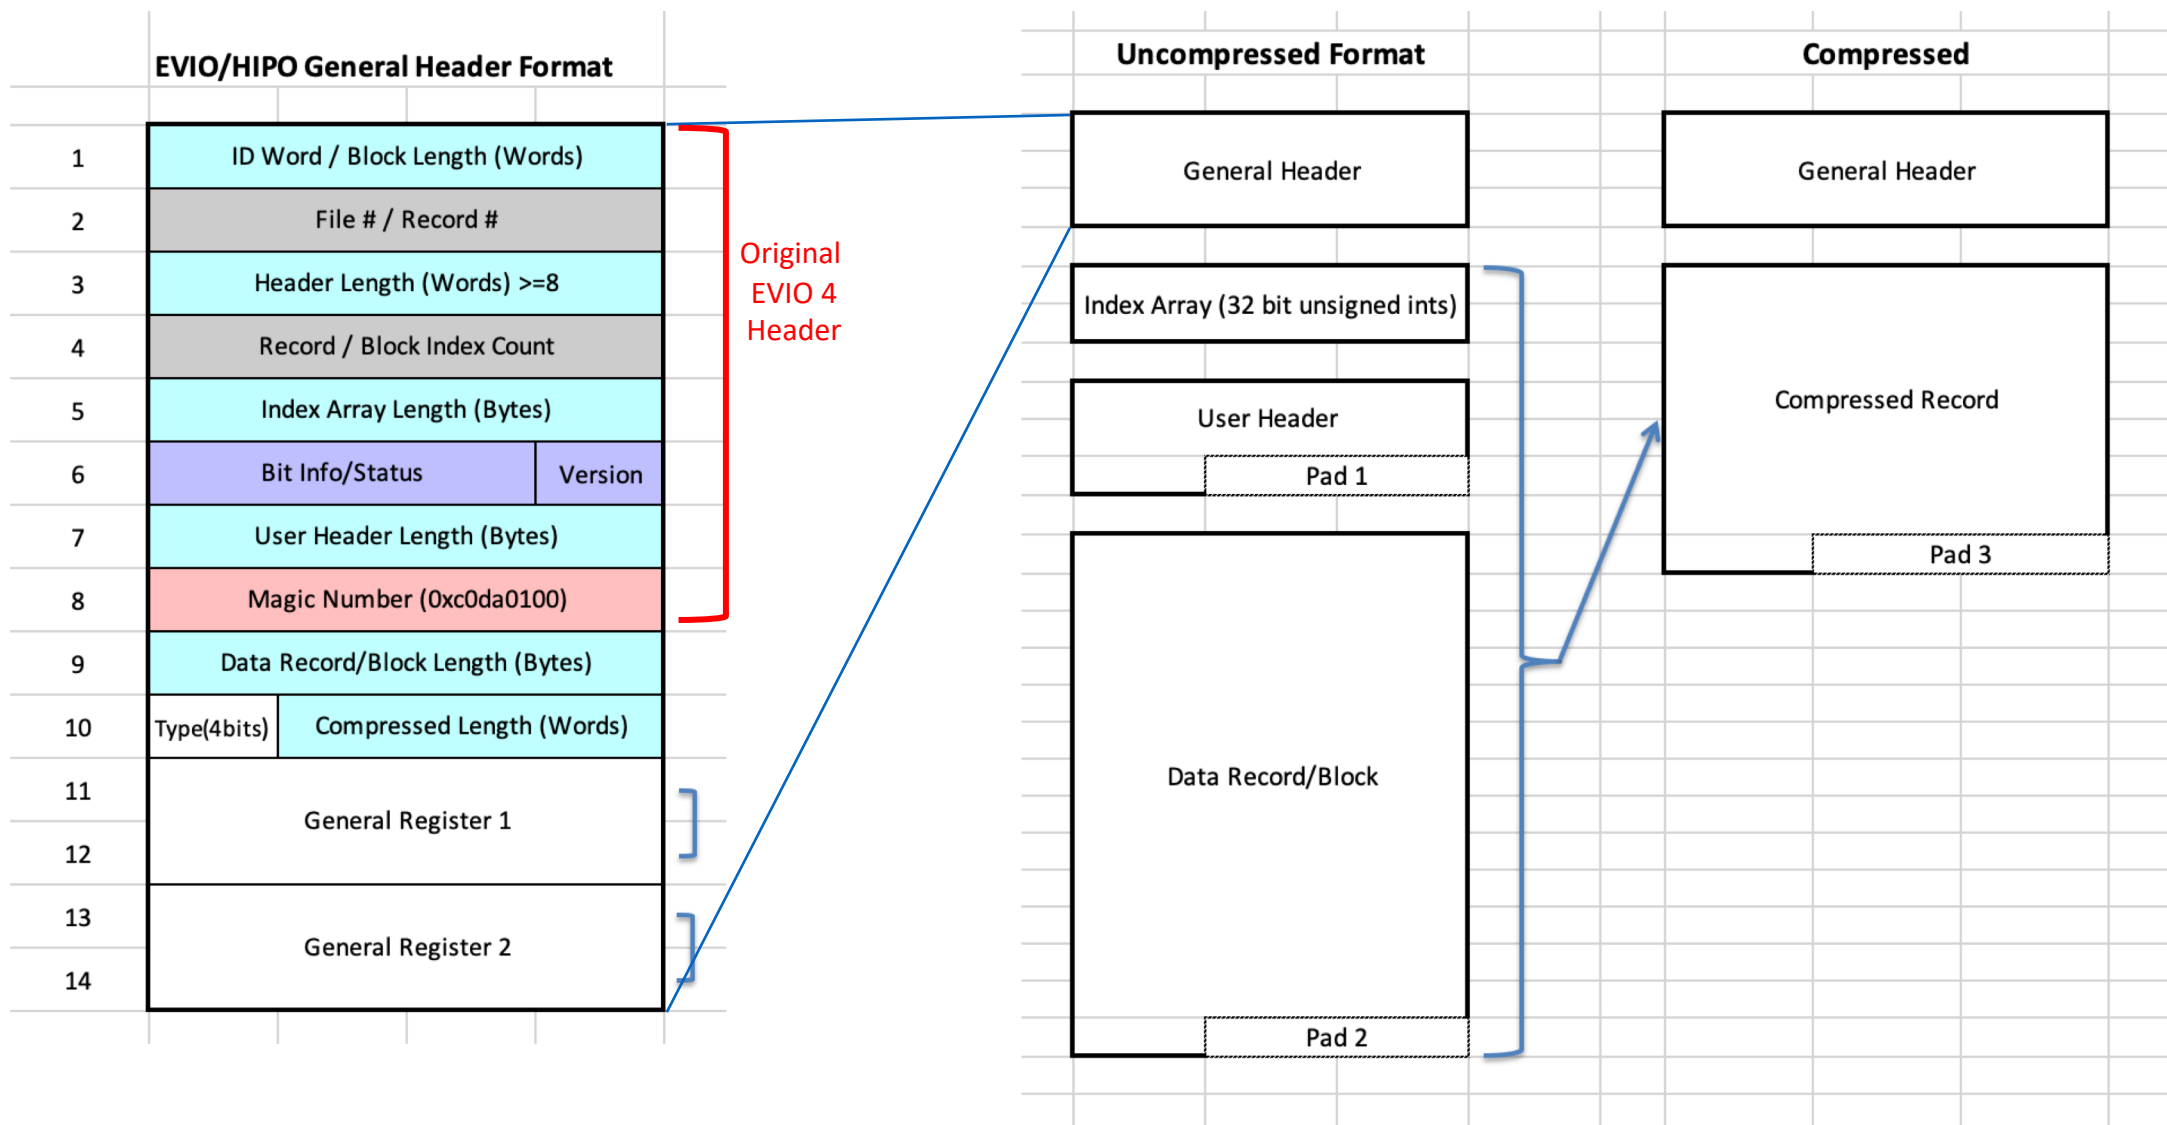 EVIO/HIPO General Header Format
1
ID Word / Block Length (Words)
2
File # / Record #
3
Header Length (Words) >=8
4
Record / Block Index Count
5
Index Array Length (Bytes)
6
Bit Info/Status
Version
7
User Header Length (Bytes)
8
Magic Number (0xc0da0100)
9
Data Record/Block Length (Bytes)
10
Type(4bits)
Compressed Length (Words)
11
General Register 1
12
13
General Register 2
14
Original
EVIO 4
Header
Uncompressed Format
General Header
Index Array (32 bit unsigned ints)
User Header
Pad 1
Data Record/Block
Pad 2
Compressed
General Header
Compressed Record
Pad 3